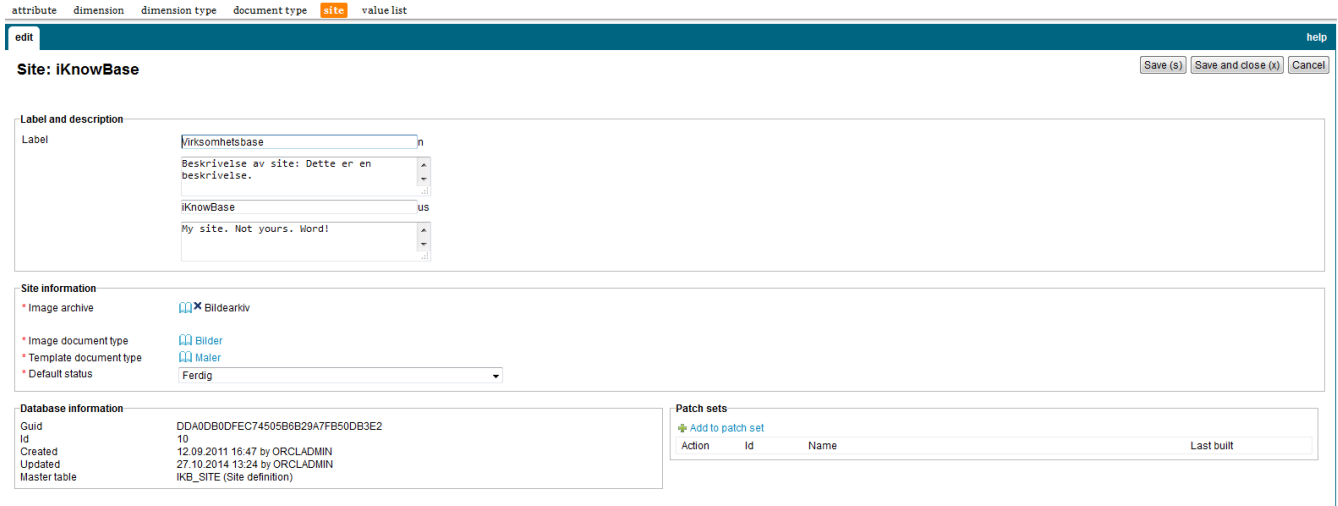 attribute dimension dimension type document type site value list
edit help
Site: iKnowBase Save (s) Save and close (x) Cancel
Label and description
Label Virksomhetsbase n
Beskrivelse av site: Dette er en
beskrivelse.
iKnowBase us
My site. Not yours. Word!
Site information
* Image archive Bildearkiv
* Image document type Bilder
* Template document type Maler
* Default status Ferdig
Database information
Guid DDA0DB0DFEC74505B6B29A7FB50DB3E2
Id 10
Created 12.09.2011 16:47 by ORCLADMIN
Updated 27.10.2014 13:24 by ORCLADMIN
Master table IKB_SITE (Site definition)
Patch sets
Add to patch set
Action Id Name Last built